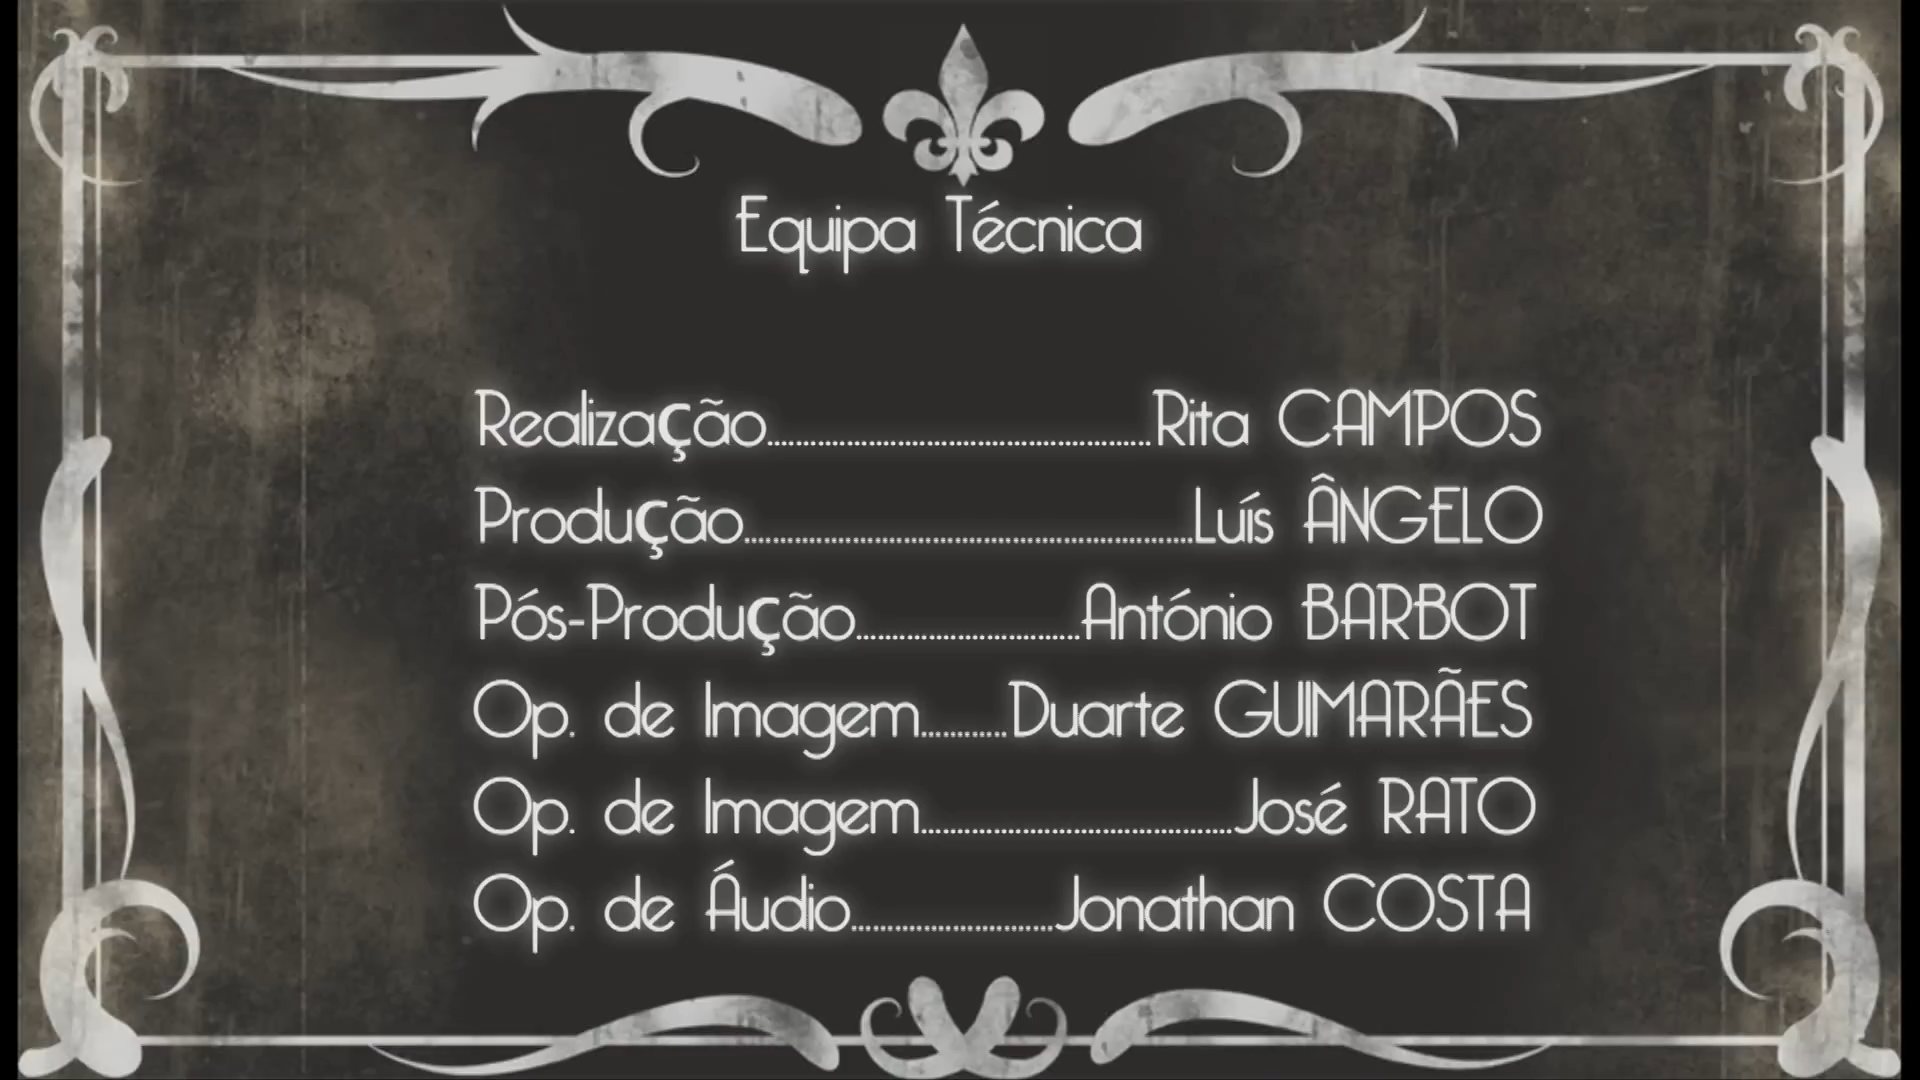 Equipa Técnica
Realização.....................................................Rita CAMPOS
Produção..............................................................Luís ÂNGELO
Pós-Produção...............................António BARBOT
Op. de Imagem............Duarte GUIMARÃES
Op. de Imagem...........................................José RATO
Op. de Áudio............................Jonathan COSTA